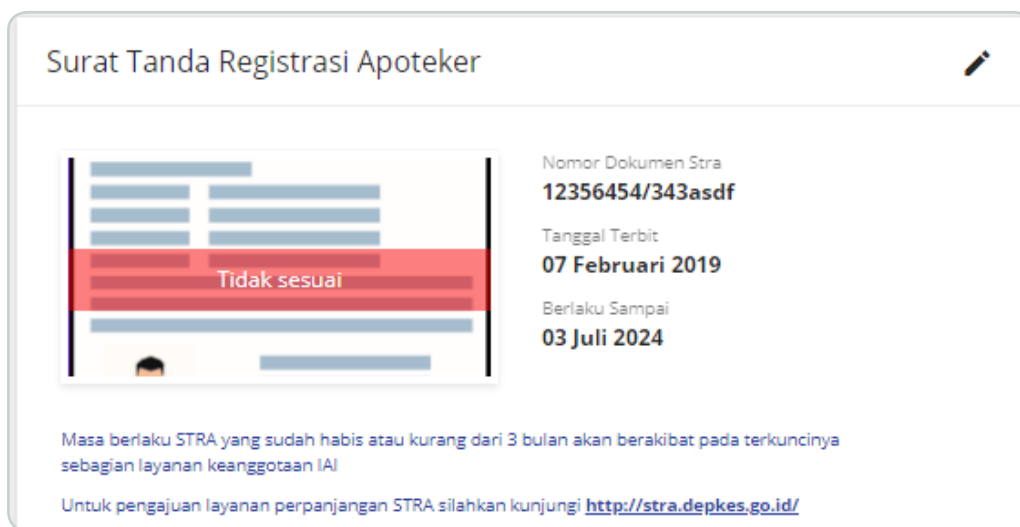 Surat Tanda Registrasi Apoteker
Tidak sesuai
Nomor Dokumen Stra
12356454/343asdf
Tanggal Terbit
07 Februari 2019
Berlaku Sampai
03 Juli 2024
Masa berlaku STRA yang sudah habis atau kurang dari 3 bulan akan berakibat pada terkuncinya
sebagian layanan keanggotaan IAI
Untuk pengajuan layanan perpanjangan STRA silahkan kunjungi http://stra.depkes.go.id/